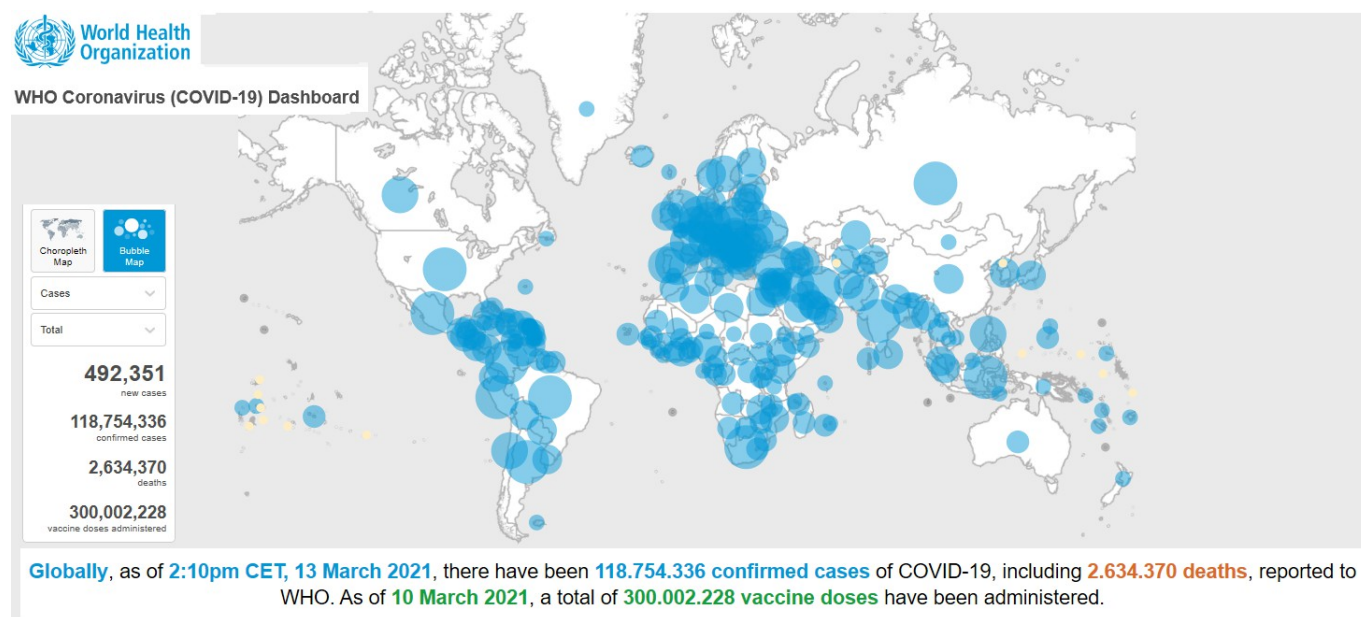 World Health
Organization
WHO Coronavirus (COVID-19) Dashboard
Choropleth
Map
Bubble
Map
Cases
Total
492,351
new cases
118,754,336
confirmed cases
2,634,370
deaths
300,002,228
vaccine doses administered
Globally, as of 2:10pm CET, 13 March 2021, there have been 118.754.336 confirmed cases of COVID-19, including 2.634.370 deaths, reported to
WHO. As of 10 March 2021, a total of 300.002.228 vaccine doses have been administered.